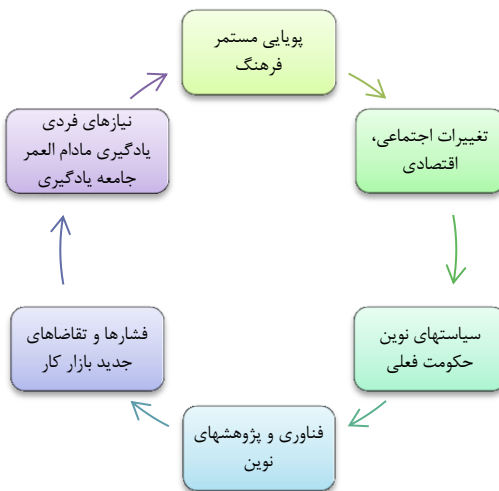 پویایی مستمر
فرهنگ
تغییرات اجتماعی،
اقتصادی
سیاستهای نوین
حکومت فعلی
فناوری و پژوهشهای
نوین
فشارها و تقاضاهای
جدید بازار کار
نیازهای فردی
یادگیری مادام العمر
جامعه یادگیری